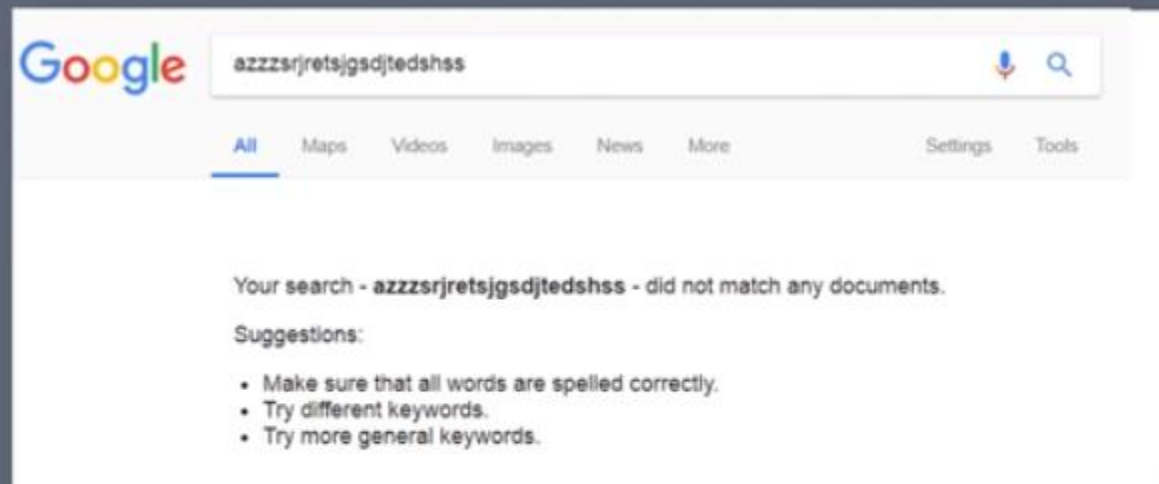 Google azzzsrjretsjgsdjtedshss
All Maps Videos Images News More Settings Tools
Your search - azzzsrjretsjgsdjtedshss - did not match any documents.
Suggestions:
• Make sure that all words are spelled correctly.
• Try different keywords.
• Try more general keywords.